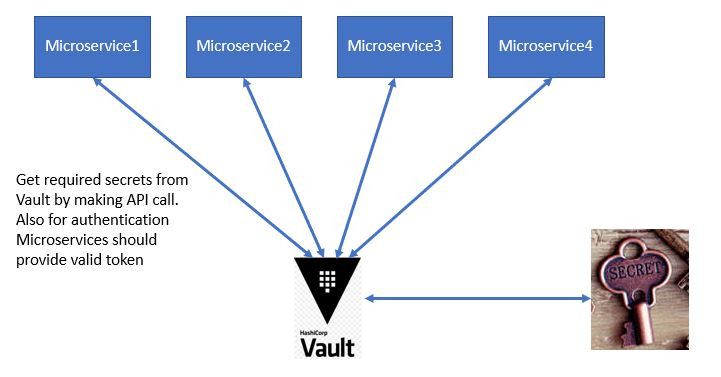 Microservice1
Microservice2
Microservice3
Microservice4
Get required secrets from
Vault by making API call.
Also for authentication
Microservices should
provide valid token
SECRET
HashiCorp
Vault